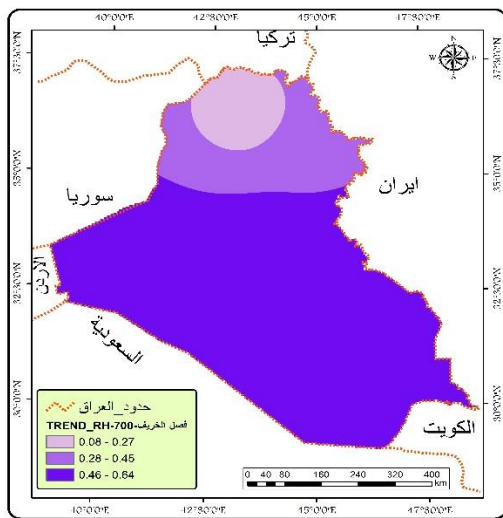 40°0'0"
42°30'0"
45°0'0"
47°30'0"
تركيا
N
W
E
S
37°30'0"N
37°30'0"N
35°0'0"N
35°0'0"N
ايران
سوريا
الاردن
32°30'0"N
32°30'0"N
السعودية
30°0'0"N
30°0'0"N
الكويت
حدود_العراق
TREND_RH-700-فصل الخريف
0.08 - 0.27
0.28 - 0.45
0.46 - 0.64
0 40 80 160 240 320 400
km
40°0'0"
42°30'0"
45°0'0"
47°30'0"